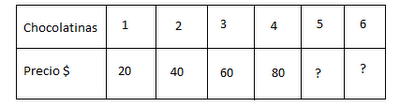 Chocolatinas 1 2 3 4 5 6
Precio $ 20 40 60 80 ? ?